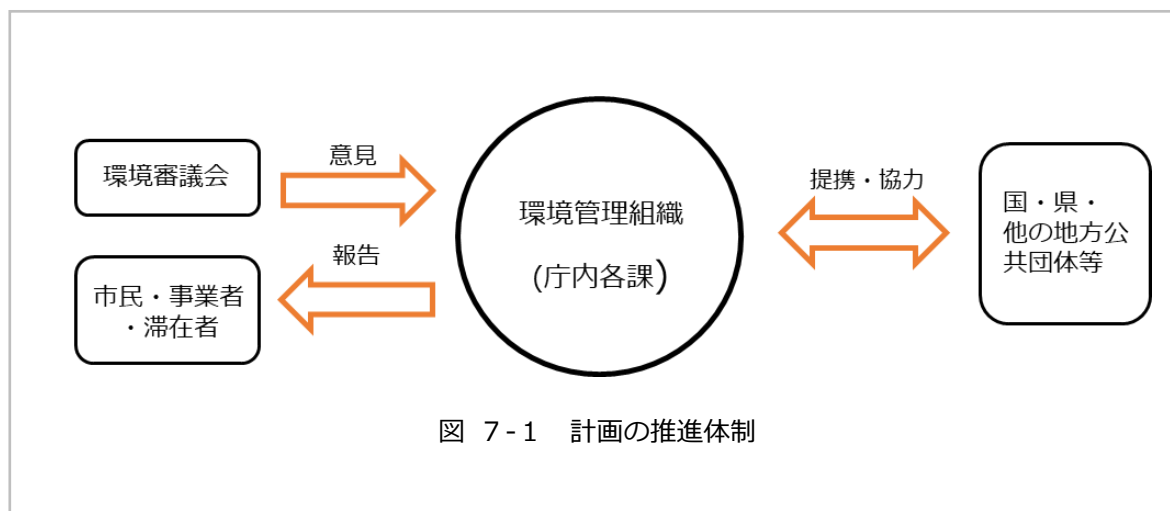 環境審議会
意見
市民・事業者
・滞在者
報告
環境管理組織
(庁内各課)
提携・協力
国・県・
他の地方公
共団体等
図 7-1 計画の推進体制